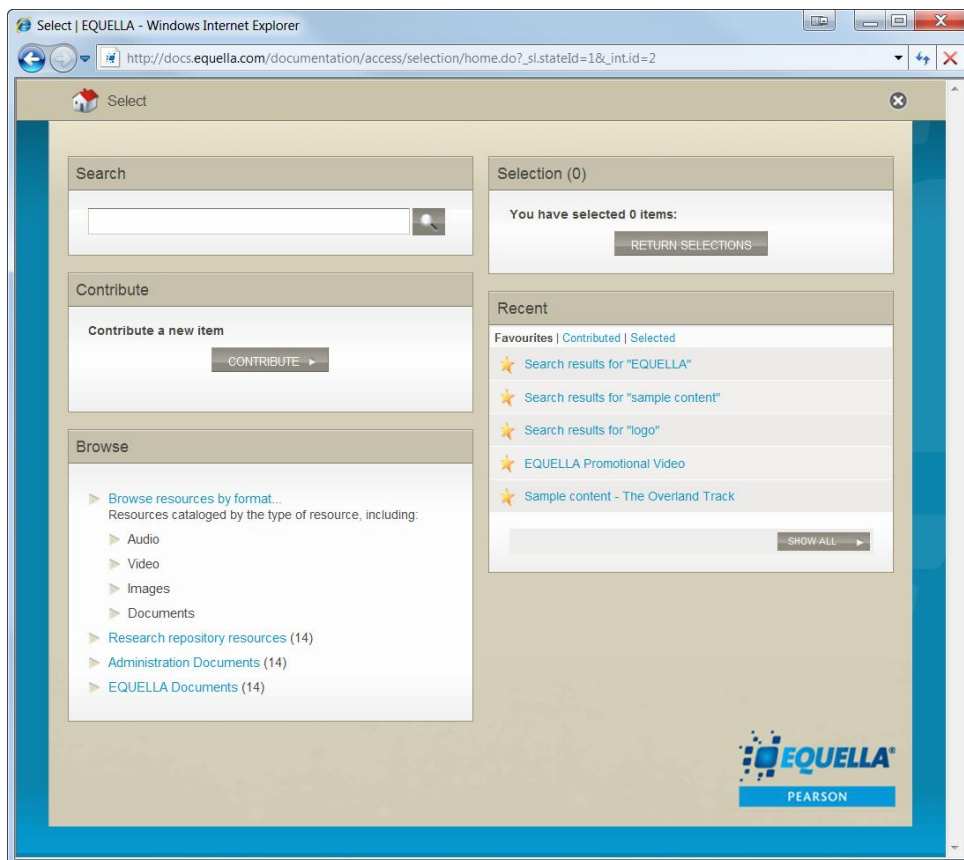 Select | EQUELLA - Windows Internet Explorer
http://docs.equella.com/documentation/access/selection/home.do?_sl.stateId=1&_int.id=2
Select
Search
Contribute
Contribute a new item
CONTRIBUTE
Browse
Browse resources by format...
Resources cataloged by the type of resource, including:
Audio
Video
Images
Documents
Research repository resources (14)
Administration Documents (14)
EQUELLA Documents (14)
Selection (0)
You have selected 0 items:
RETURN SELECTIONS
Recent
Favourites | Contributed | Selected
Search results for "EQUELLA"
Search results for "sample content"
Search results for "logo"
EQUELLA Promotional Video
Sample content - The Overland Track
SHOW ALL
EQUELLA®
PEARSON